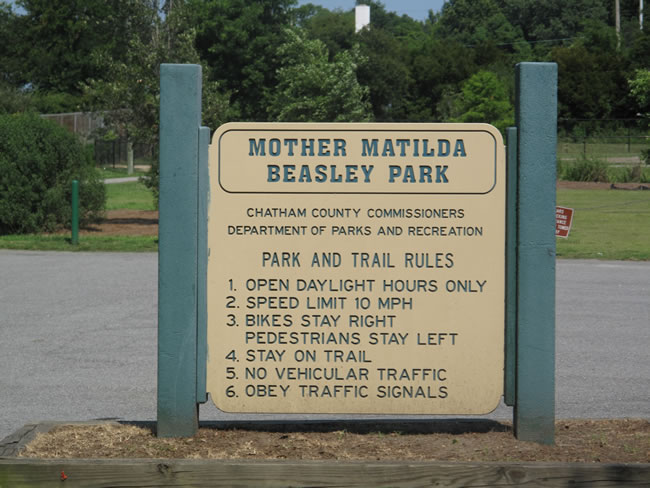 MOTHER MATILDA
BEASLEY PARK
CHATHAM COUNTY COMMISSIONERS
DEPARTMENT OF PARKS AND RECREATION
PARK AND TRAIL RULES
1. OPEN DAYLIGHT HOURS ONLY
2. SPEED LIMIT 10 MPH
3. BIKES STAY RIGHT
PEDESTRIANS STAY LEFT
4. STAY ON TRAIL
5. NO VEHICULAR TRAFFIC
6. OBEY TRAFFIC SIGNALS